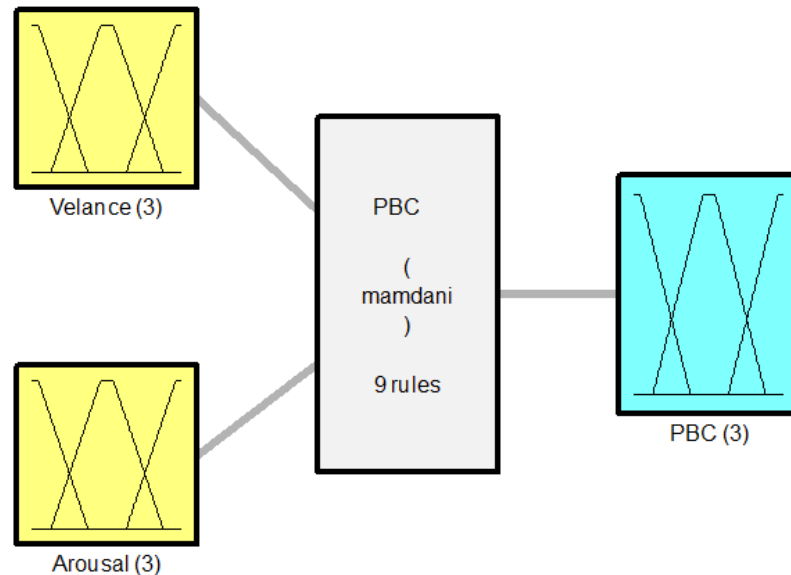 Velance (3)
PBC
(
mamdani
)
9 rules
PBC (3)
Arousal (3)